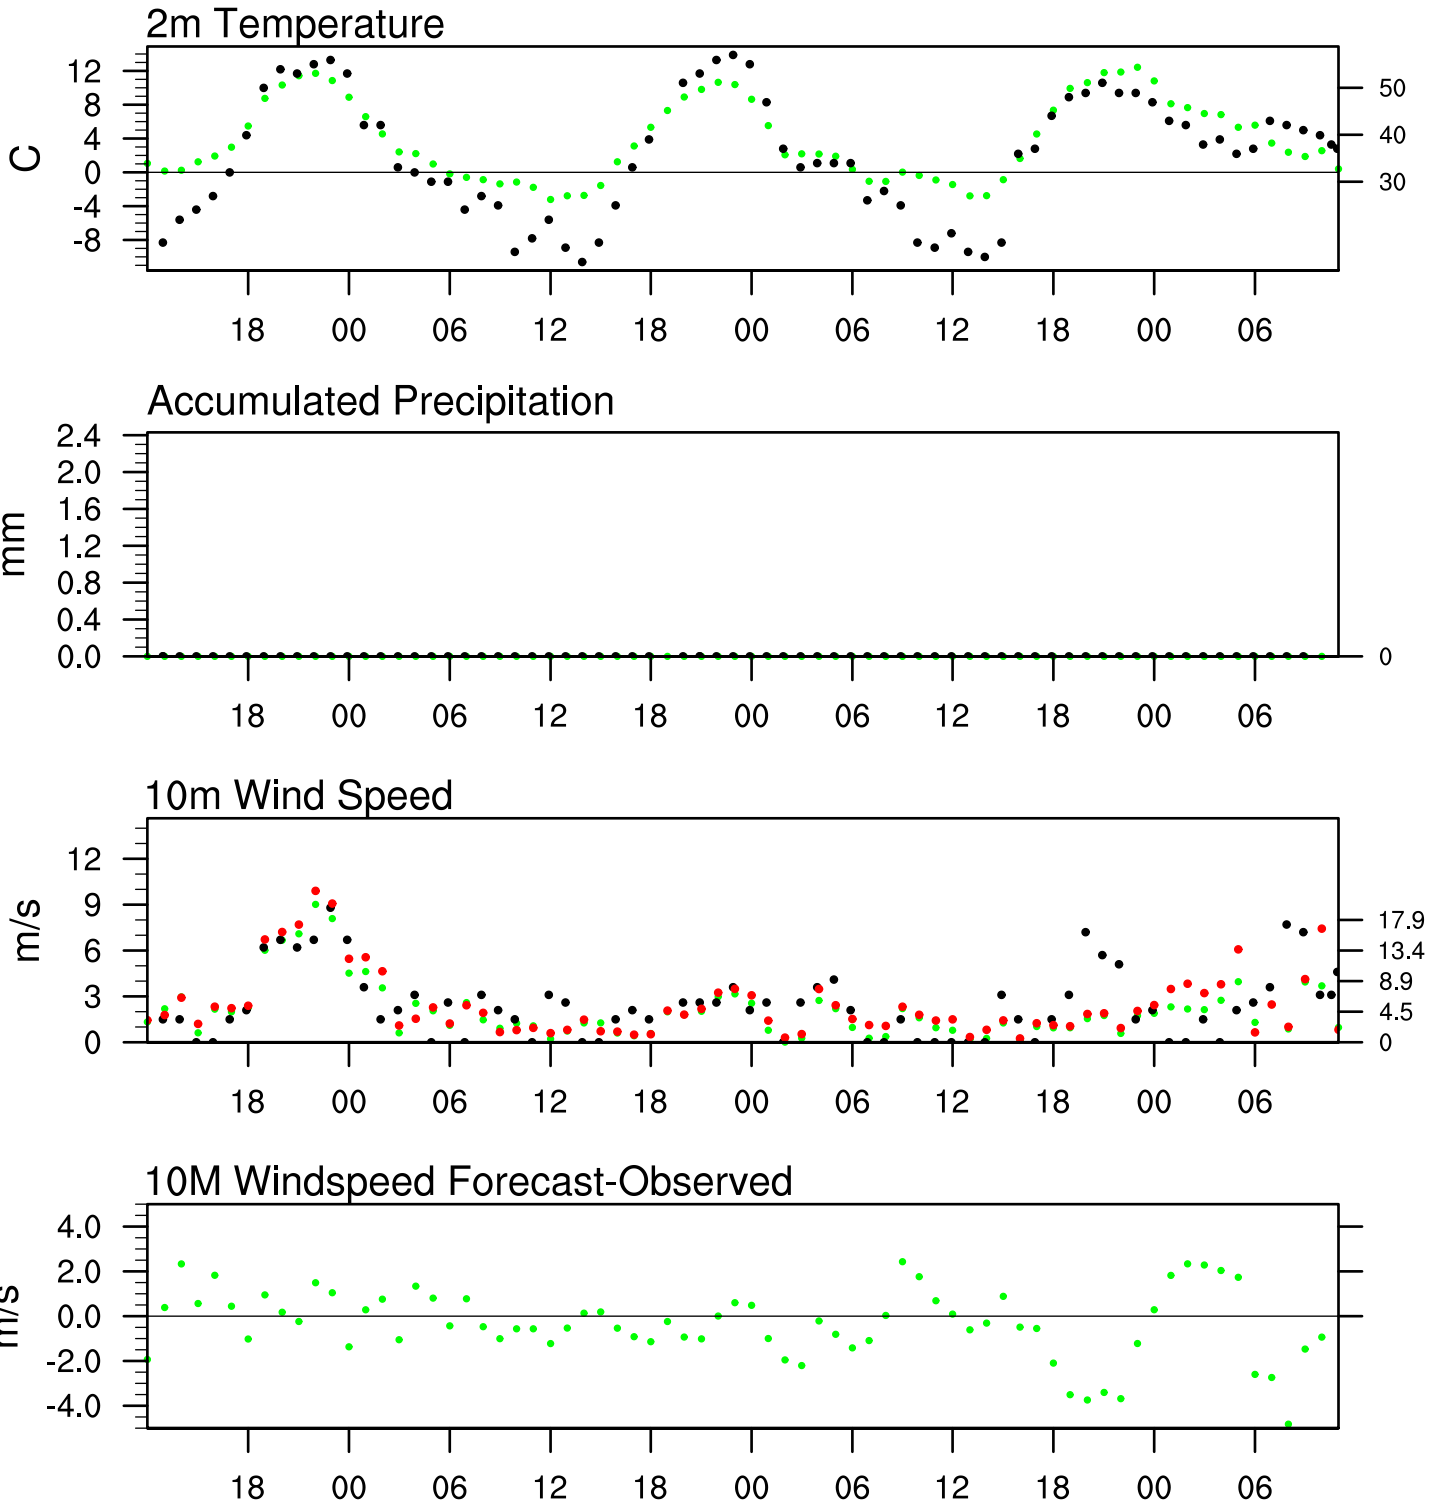 2m Temperature
12
8
4
0
-4
-8
C
50
40
30
18 00 06 12 18 00 06 12 18 00 06
Accumulated Precipitation
2.4
2.0
1.6
1.2
0.8
0.4
0.0
mm
0
18 00 06 12 18 00 06 12 18 00 06
10m Wind Speed
12
9
6
3
0
m/s
17.9
13.4
8.9
4.5
0
18 00 06 12 18 00 06 12 18 00 06
10M Windspeed Forecast-Observed
4.0
2.0
0.0
-2.0
-4.0
m/s
18 00 06 12 18 00 06 12 18 00 06